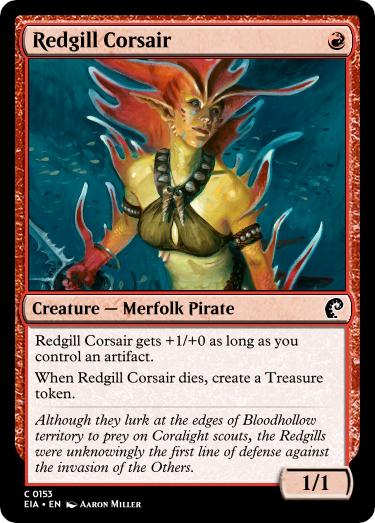 Redgill Corsair
Creature — Merfolk Pirate
Redgill Corsair gets +1/+0 as long as you
control an artifact.
When Redgill Corsair dies, create a Treasure
token.
Although they lurk at the edges of Bloodhollow
territory to prey on Coralight scouts, the Redgills
were unknowingly the first line of defense against
the invasion of the Others.
1/1
C 0153
EIA • EN Aaron Miller